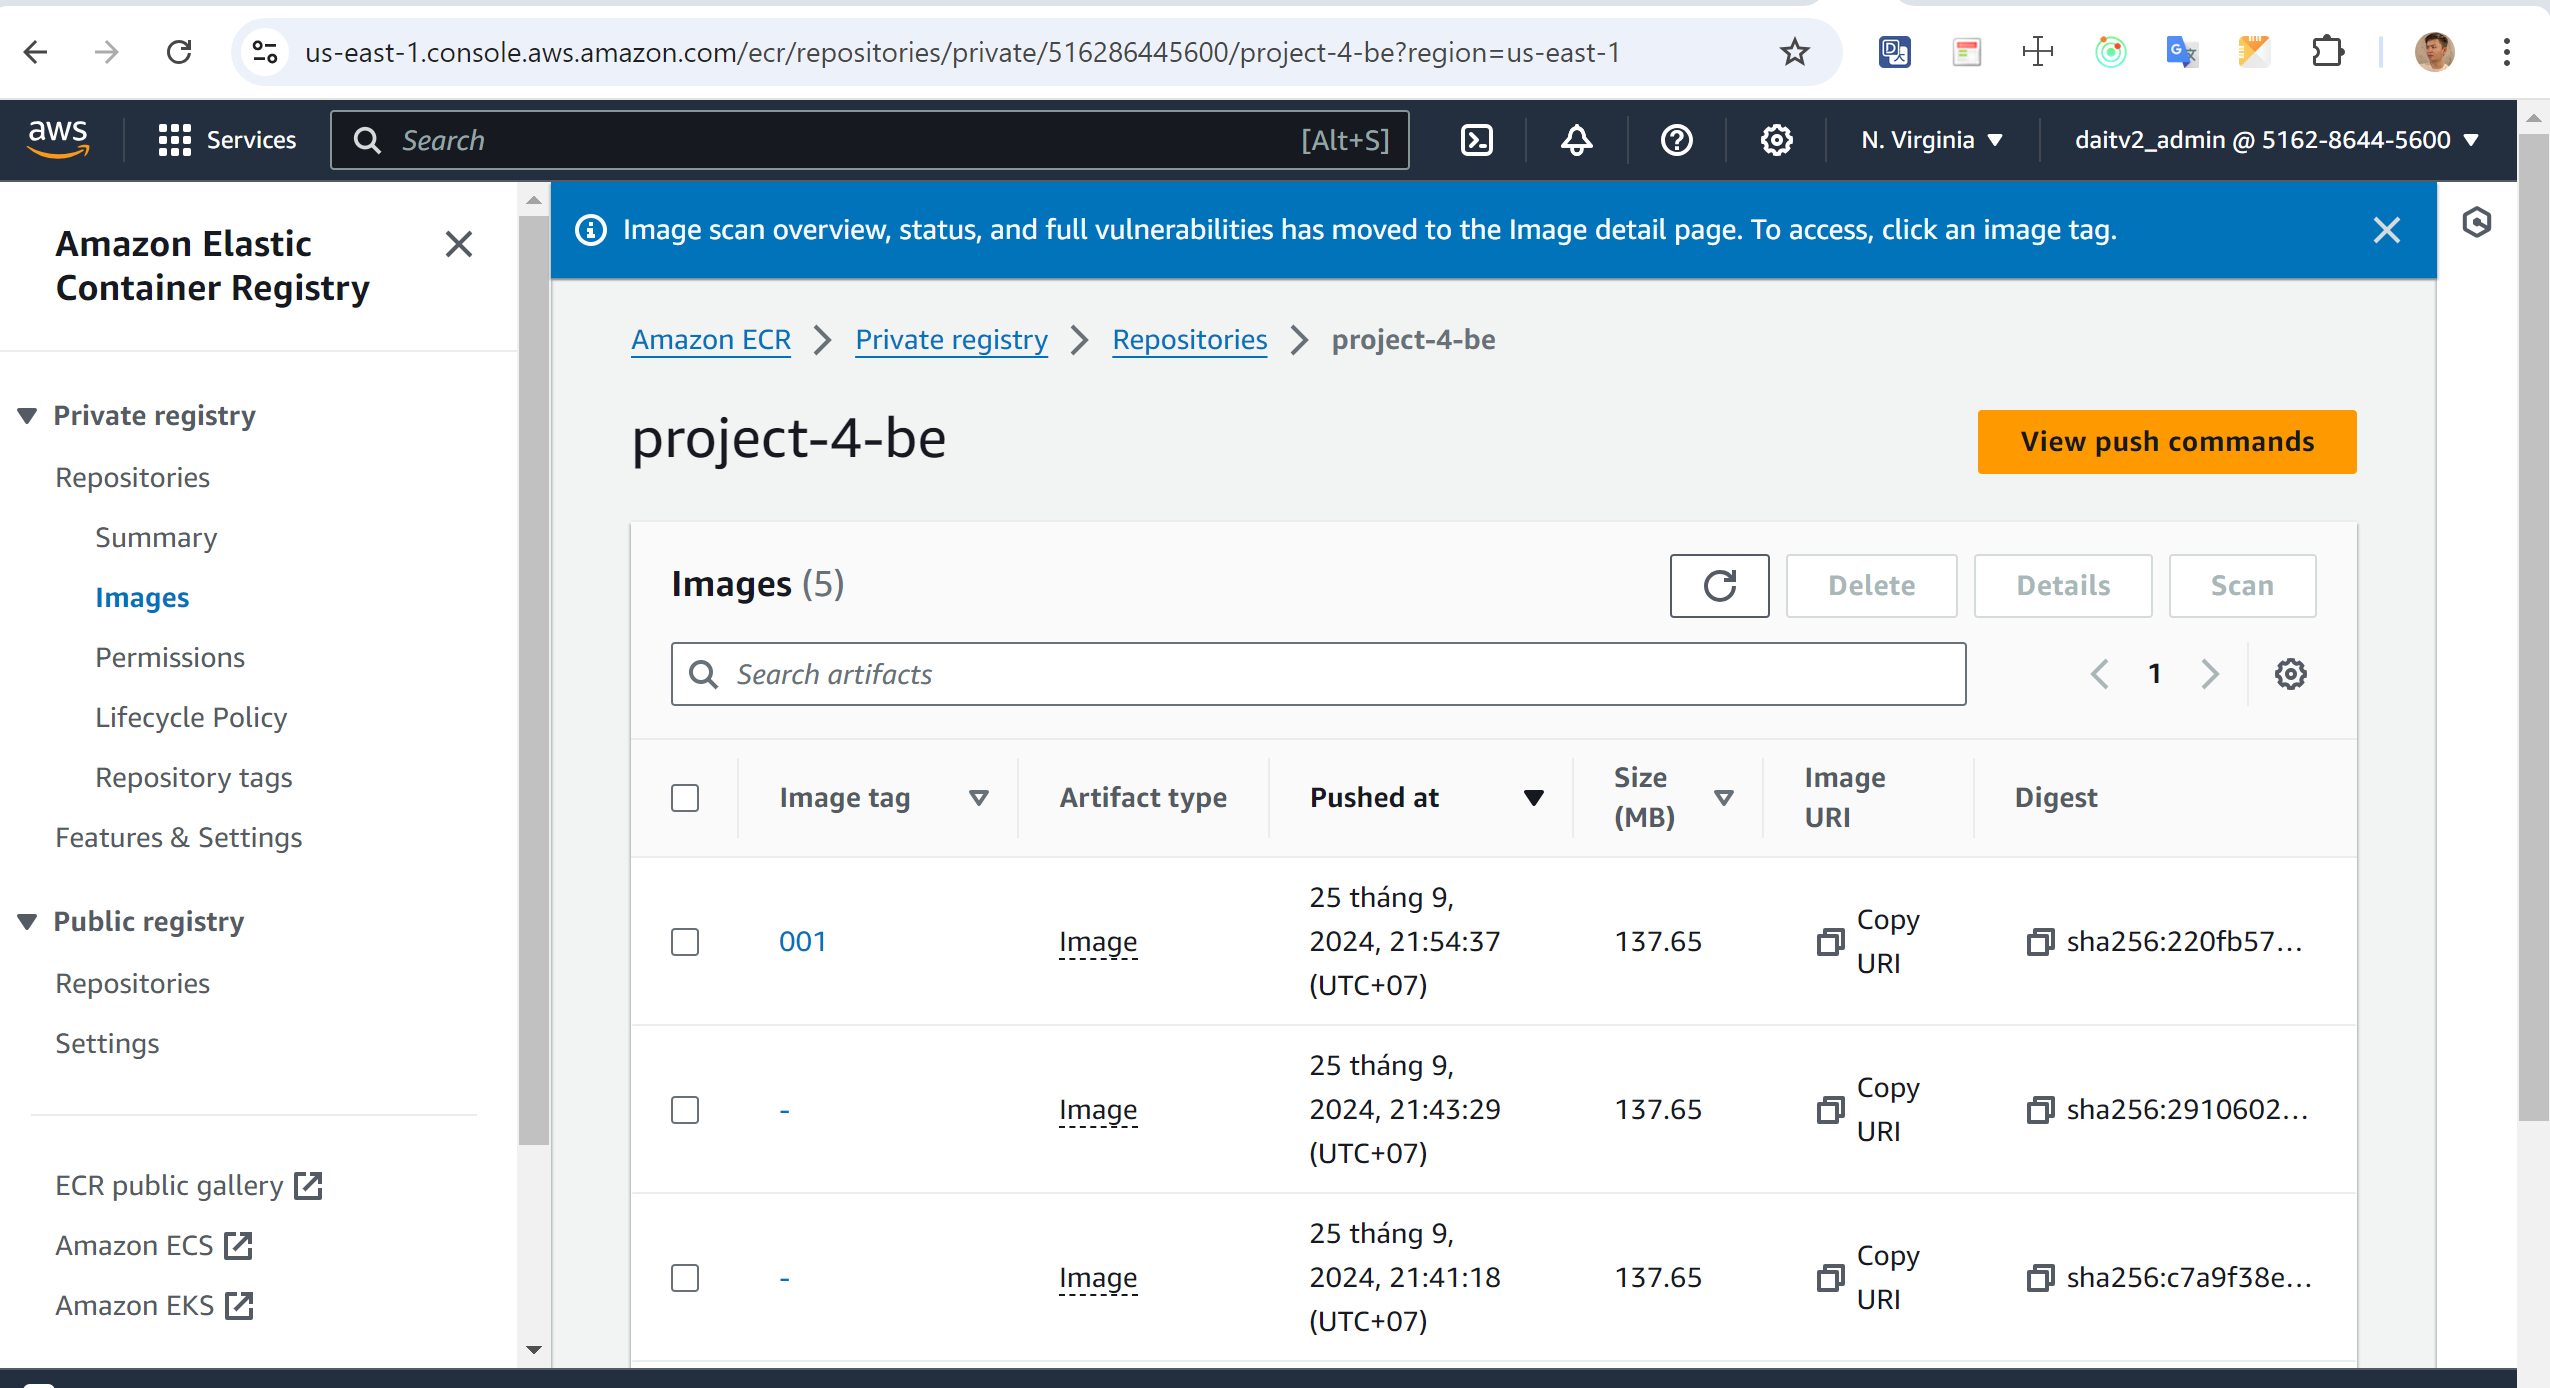 us-east-1.console.aws.amazon.com/ecr/repositories/private/516286445600/project-4-be?region=us-east-1
aws
Services
Search
[Alt+S]
N. Virginia
daitv2_admin @ 5162-8644-5600
Amazon Elastic
Container Registry
Private registry
Repositories
Summary
Images
Permissions
Lifecycle Policy
Repository tags
Features & Settings
Public registry
Repositories
Settings
ECR public gallery
Amazon ECS
Amazon EKS
Image scan overview, status, and full vulnerabilities has moved to the Image detail page. To access, click an image tag.
Amazon ECR > Private registry > Repositories > project-4-be
project-4-be
View push commands
Images (5)
Delete
Details
Scan
Search artifacts
1
Image tag
Artifact type
Pushed at
Size
(MB)
Image
URI
Digest
001
Image
25 tháng 9,
2024, 21:54:37
(UTC+07)
137.65
Copy
URI
sha256:220fb57...
-
Image
25 tháng 9,
2024, 21:43:29
(UTC+07)
137.65
Copy
URI
sha256:2910602...
-
Image
25 tháng 9,
2024, 21:41:18
(UTC+07)
137.65
Copy
URI
sha256:c7a9f38e...